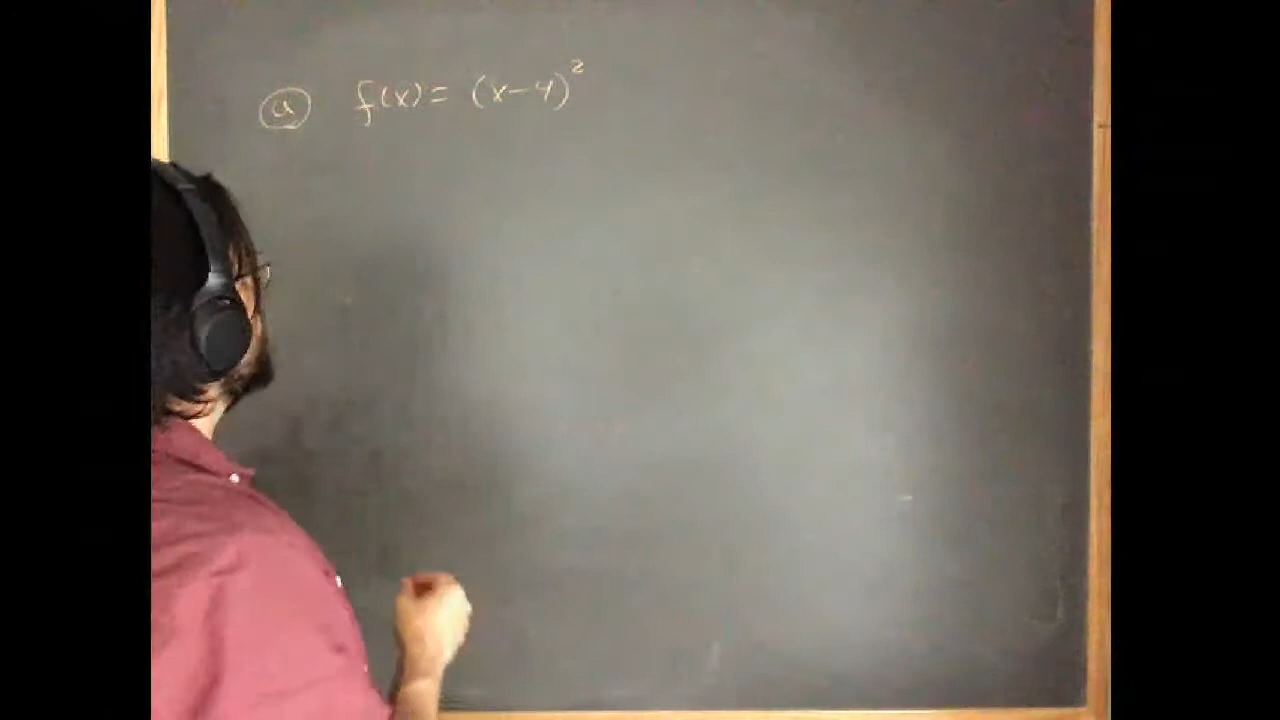 a f(x) = (x-4)²